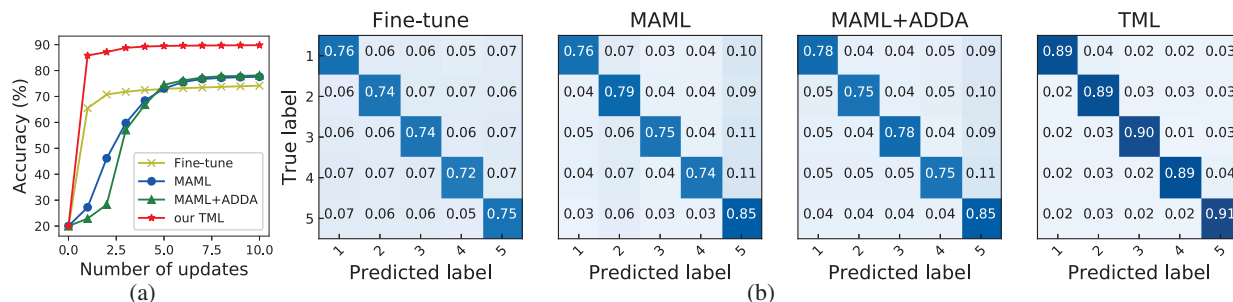 (a)
Accuracy (%)
90
80
70
60
50
40
30
20
0.0 2.5 5.0 7.5 10.0
Number of updates
Fine-tune
MAML
MAML+ADDA
our TML
Fine-tune
True label
1 0.76 0.06 0.06 0.05 0.07
2 0.06 0.74 0.07 0.07 0.07
3 0.06 0.06 0.74 0.06 0.07
4 0.07 0.06 0.07 0.72 0.07
5 0.07 0.06 0.06 0.05 0.75
1 2 3 4 5
Predicted label
MAML
0.76 0.07 0.03 0.04 0.10
0.04 0.79 0.04 0.04 0.09
0.05 0.06 0.75 0.04 0.11
0.04 0.07 0.04 0.74 0.11
0.03 0.06 0.03 0.03 0.85
1 2 3 4 5
Predicted label
MAML+ADDA
0.78 0.04 0.04 0.05 0.09
0.05 0.75 0.04 0.05 0.10
0.05 0.04 0.78 0.04 0.09
0.05 0.04 0.04 0.75 0.11
0.04 0.04 0.04 0.04 0.85
1 2 3 4 5
Predicted label
TML
0.89 0.04 0.02 0.02 0.03
0.02 0.89 0.03 0.02 0.03
0.02 0.03 0.90 0.01 0.03
0.02 0.03 0.02 0.89 0.04
0.02 0.03 0.02 0.02 0.91
1 2 3 4 5
Predicted label
(a)
(b)